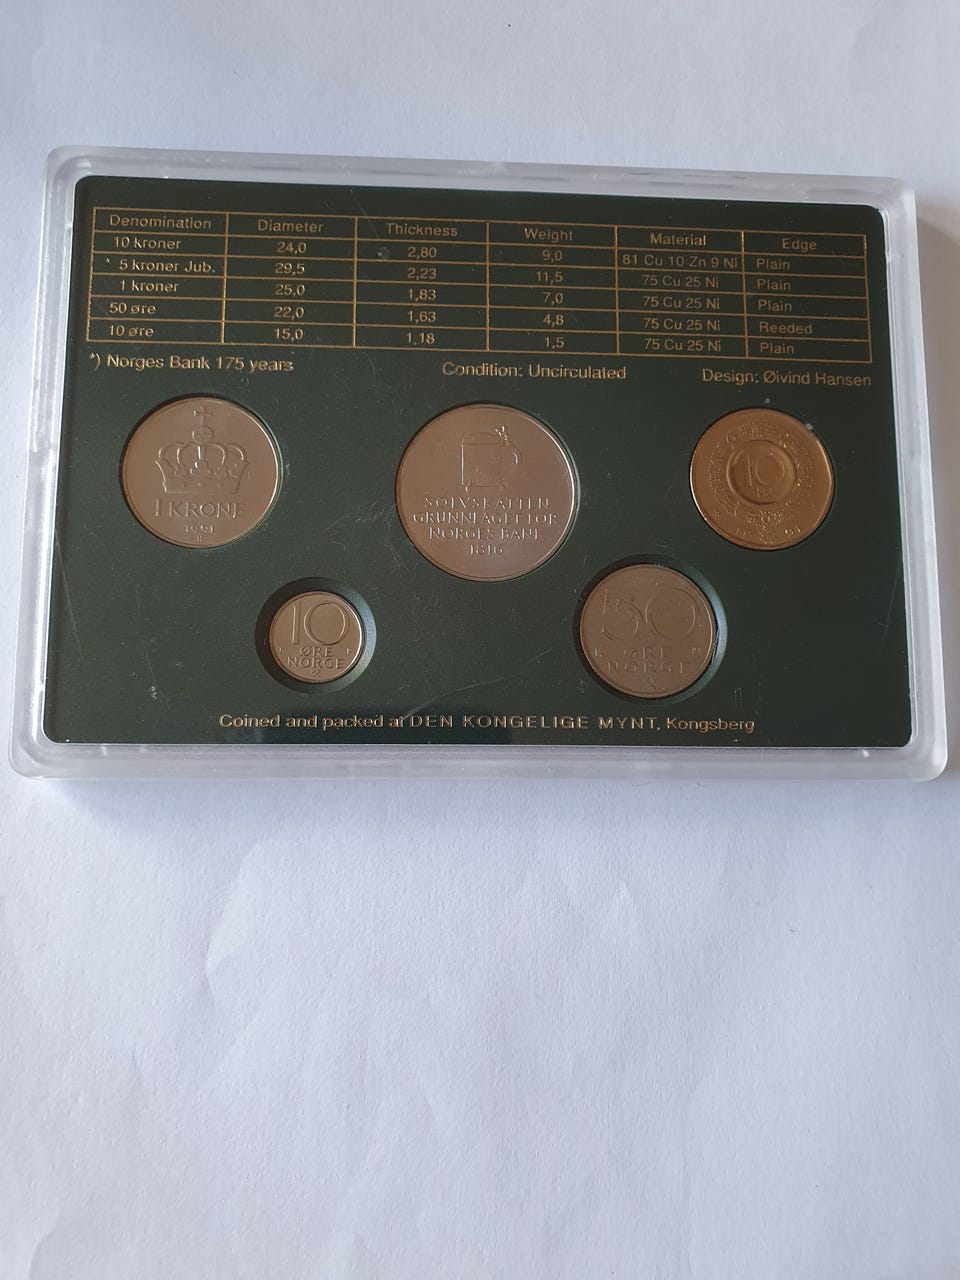 Denomination Diameter Thickness Weight Material Edge
10 kroner 24,0 2,80 9,0 81 Cu 10 Zn 9 Ni Plain
* 5 kroner Jub. 29,5 2,23 11,5 75 Cu 25 Ni Plain
1 kroner 25,0 1,83 7,0 75 Cu 25 Ni Plain
50 øre 22,0 1,63 4,8 75 Cu 25 Ni Reeded
10 øre 15,0 1,18 1,5 75 Cu 25 Ni Plain
*) Norges Bank 175 years Condition: Uncirculated Design: Øivind Hansen
1 KRONE
1991
K
SØLVSKATTEN
GRUNNLAGET FOR
NORGES BANK
1816
10
KR
10
ØRE
NORGE
50
ØRE
NORGE
Coined and packed at DEN KONGELIGE MYNT, Kongsberg